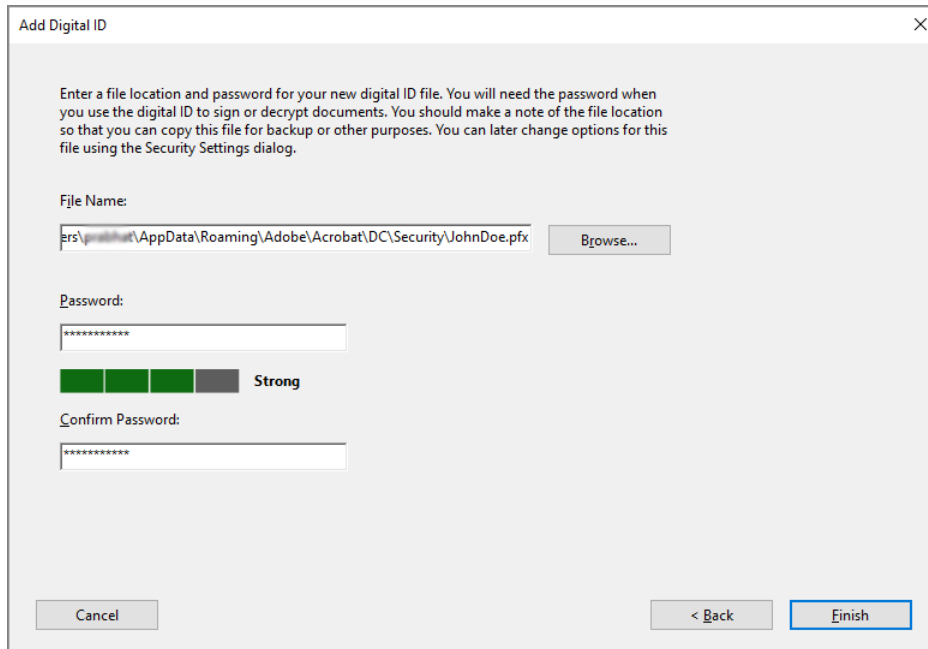 Add Digital ID
Enter a file location and password for your new digital ID file. You will need the password when
you use the digital ID to sign or decrypt documents. You should make a note of the file location
so that you can copy this file for backup or other purposes. You can later change options for this
file using the Security Settings dialog.
File Name:
ers\\AppData\Roaming\Adobe\Acrobat\DC\Security\JohnDoe.pfx
Browse...
Password:
***********
Strong
Confirm Password:
***********
Cancel
< Back
Finish